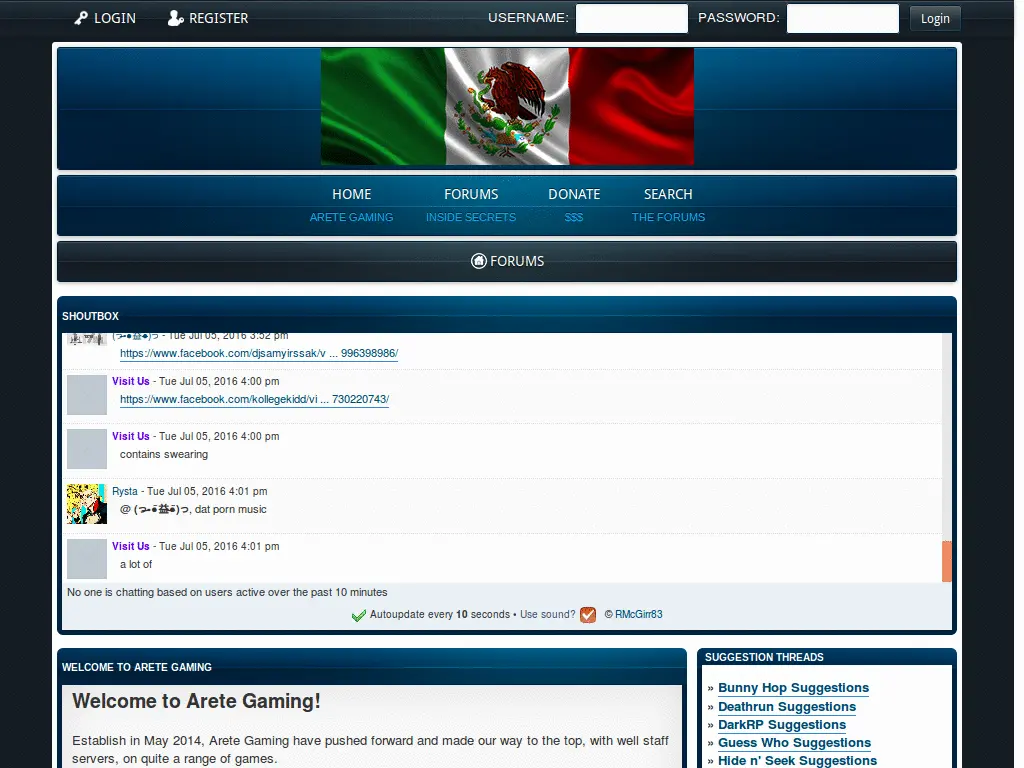 LOGIN REGISTER USERNAME: PASSWORD: Login
HOME FORUMS DONATE SEARCH
ARETE GAMING INSIDE SECRETS $$$ THE FORUMS
FORUMS
SHOUTBOX
- Tue Jul 05, 2016 3:52 pm
https://www.facebook.com/djsamyirssak/v ... 996398986/
Visit Us - Tue Jul 05, 2016 4:00 pm
https://www.facebook.com/kollegekidd/vi ... 730220743/
Visit Us - Tue Jul 05, 2016 4:00 pm
contains swearing
Rysta - Tue Jul 05, 2016 4:01 pm
@ dat porn music
Visit Us - Tue Jul 05, 2016 4:01 pm
a lot of
No one is chatting based on users active over the past 10 minutes
Autoupdate every 10 seconds • Use sound? © RMcGirr83
WELCOME TO ARETE GAMING
Welcome to Arete Gaming!
Establish in May 2014, Arete Gaming have pushed forward and made our way to the top, with well staff
servers, on quite a range of games.
SUGGESTION THREADS
» Bunny Hop Suggestions
» Deathrun Suggestions
» DarkRP Suggestions
» Guess Who Suggestions
» Hide n' Seek Suggestions